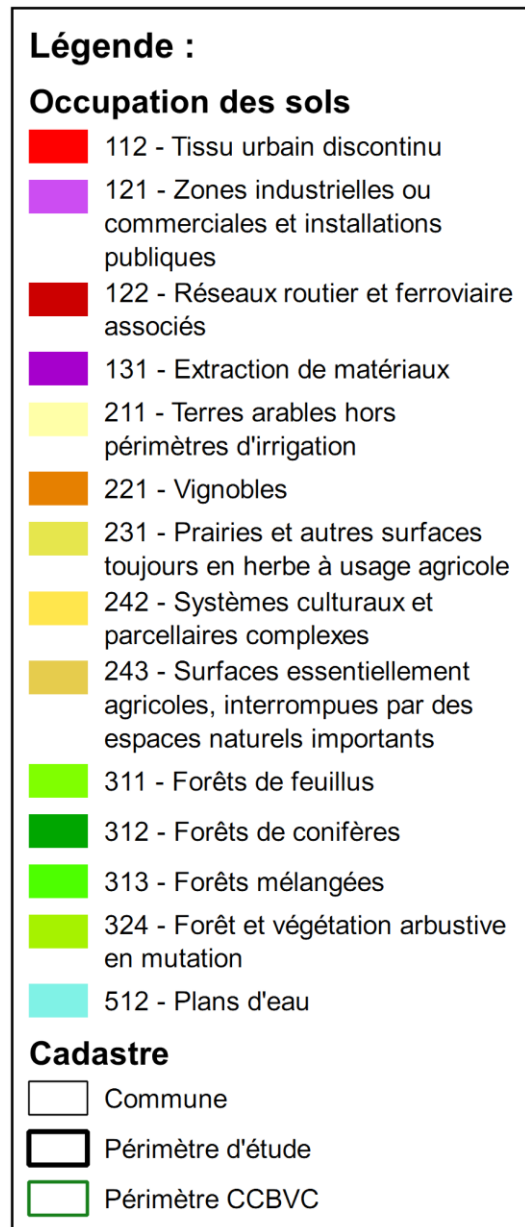 Légende :
Occupation des sols
112 - Tissu urbain discontinu
121 - Zones industrielles ou
commerciales et installations
publiques
122 - Réseaux routier et ferroviaire
associés
131 - Extraction de matériaux
211 - Terres arables hors
périmètres d'irrigation
221 - Vignobles
231 - Prairies et autres surfaces
toujours en herbe à usage agricole
242 - Systèmes culturaux et
parcellaires complexes
243 - Surfaces essentiellement
agricoles, interrompues par des
espaces naturels importants
311 - Forêts de feuillus
312 - Forêts de conifères
313 - Forêts mélangées
324 - Forêt et végétation arbustive
en mutation
512 - Plans d'eau
Cadastre
Commune
Périmètre d'étude
Périmètre CCBVC